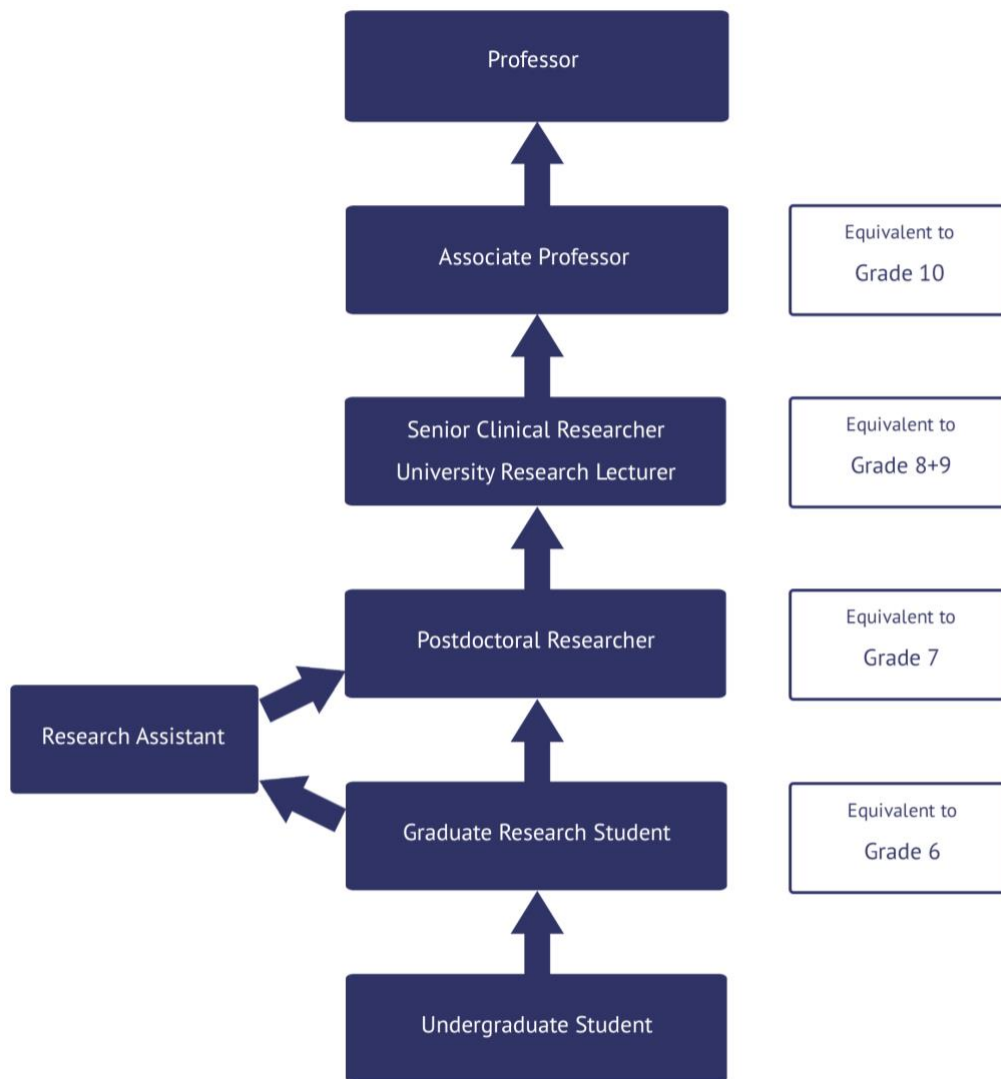 Professor
Associate Professor
Equivalent to
Grade 10
Senior Clinical Researcher
University Research Lecturer
Equivalent to
Grade 8+9
Postdoctoral Researcher
Equivalent to
Grade 7
Research Assistant
Graduate Research Student
Equivalent to
Grade 6
Undergraduate Student